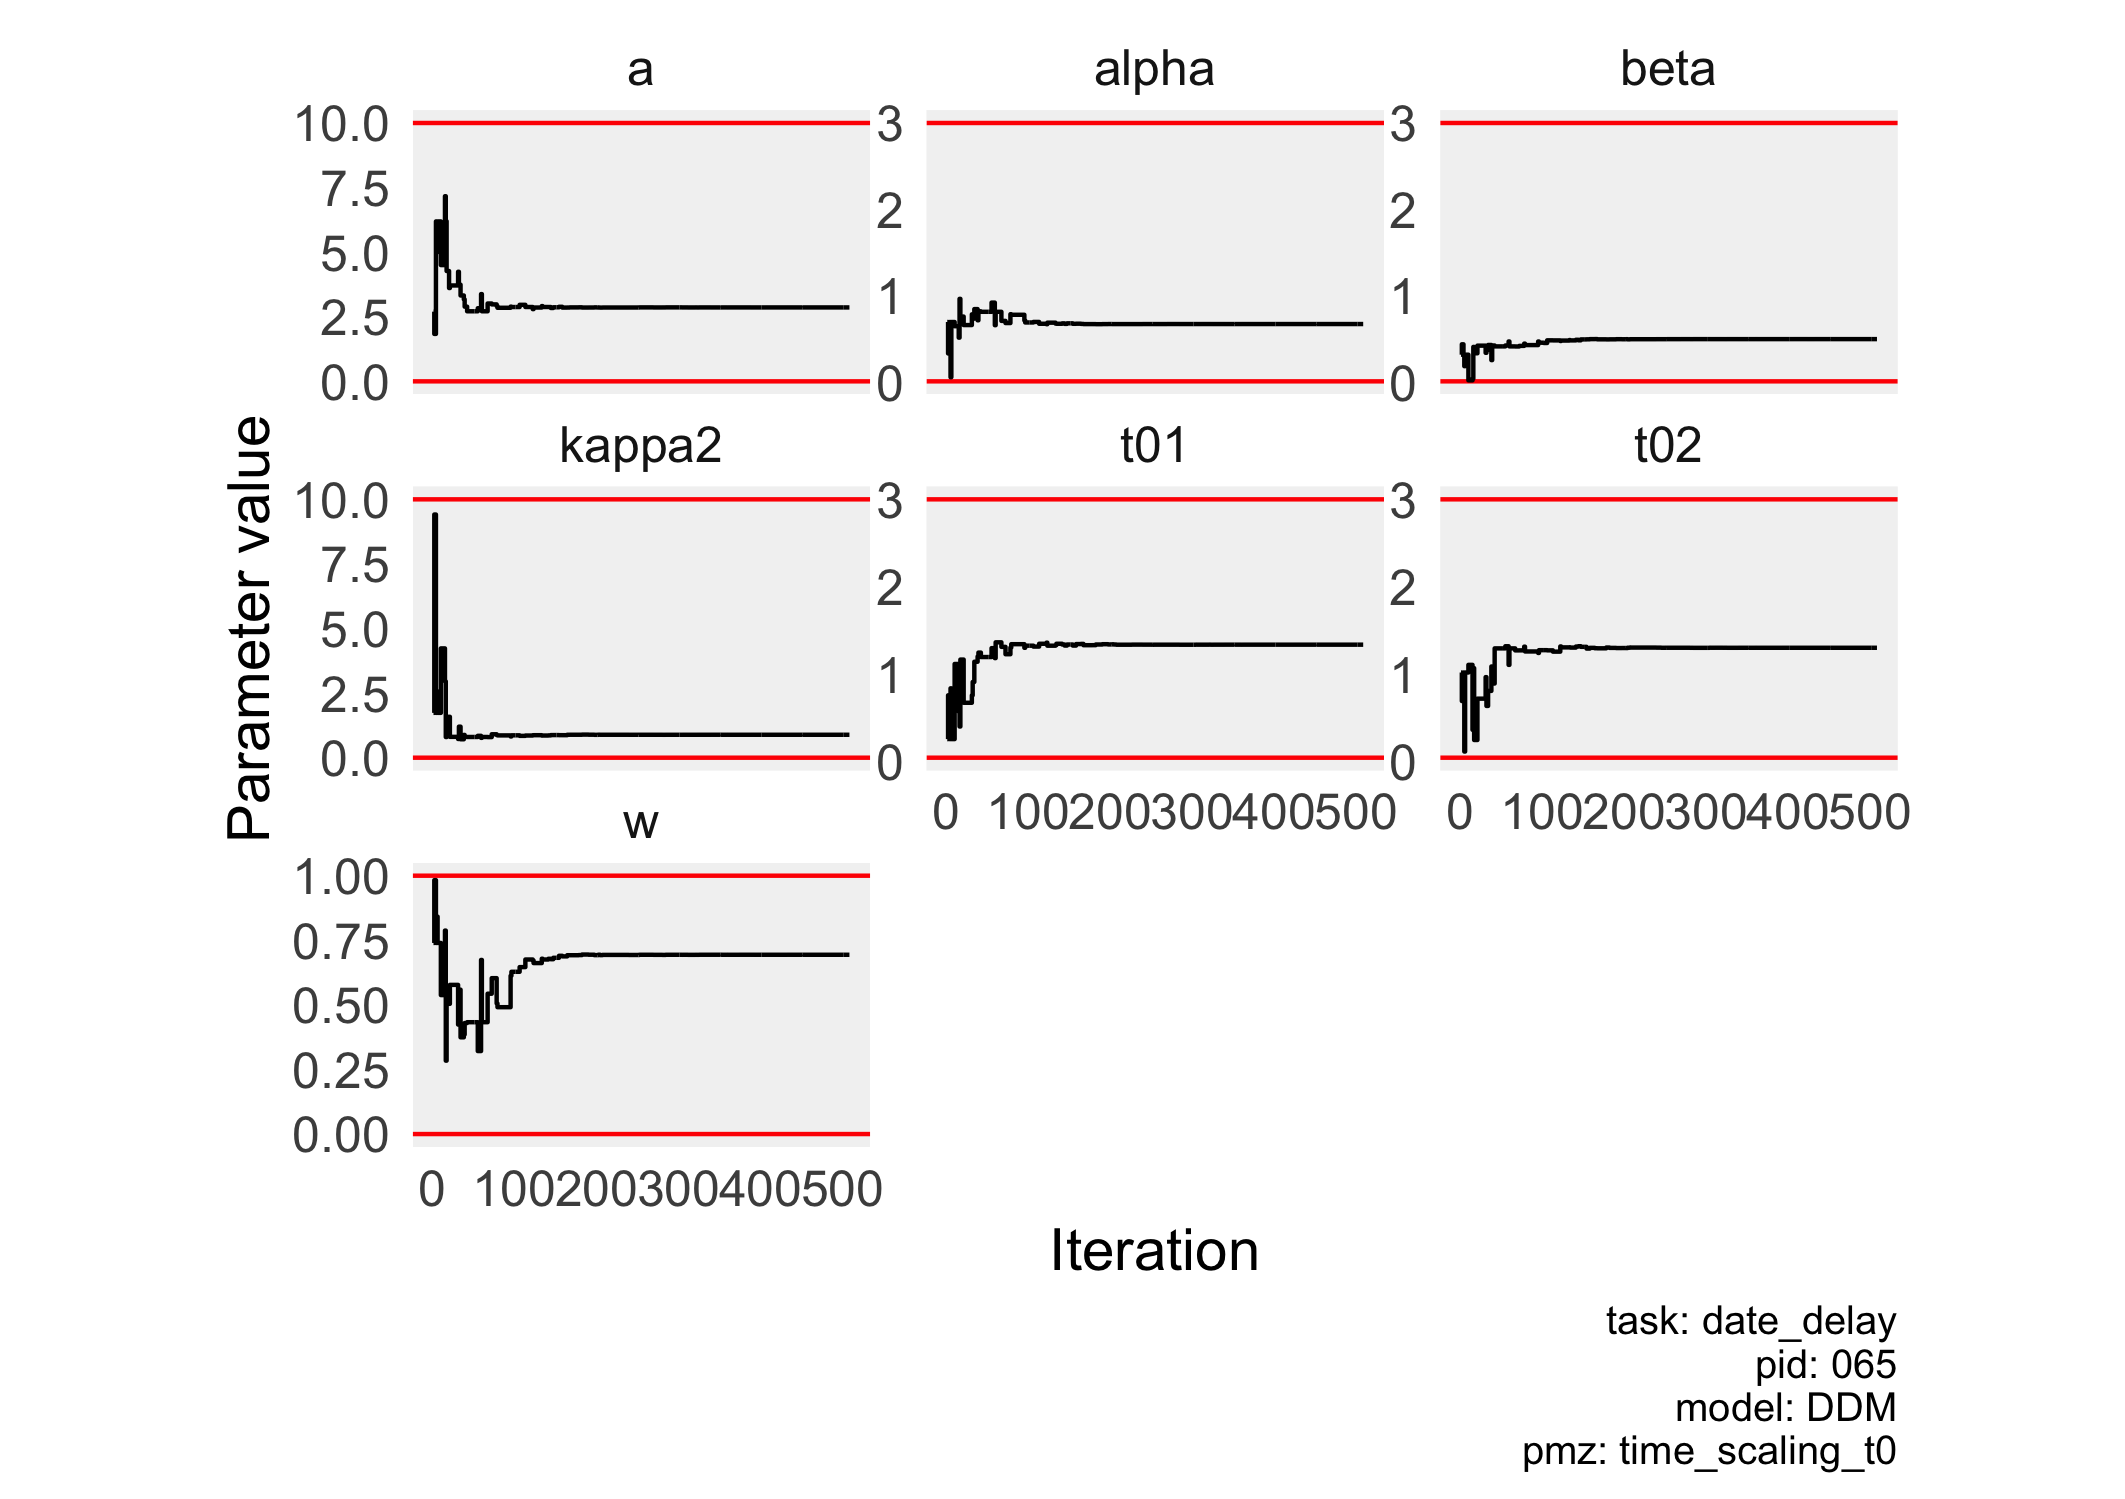 a
alpha
beta
10.0
7.5
5.0
2.5
0.0
3
2
1
0
3
2
1
0
kappa2
t01
t02
10.0
7.5
5.0
2.5
0.0
3
2
1
0
3
2
1
0
0 100200300400500
0 100200300400500
w
1.00
0.75
0.50
0.25
0.00
0 100200300400500
Parameter value
Iteration
task: date_delay
pid: 065
model: DDM
pmz: time_scaling_t0